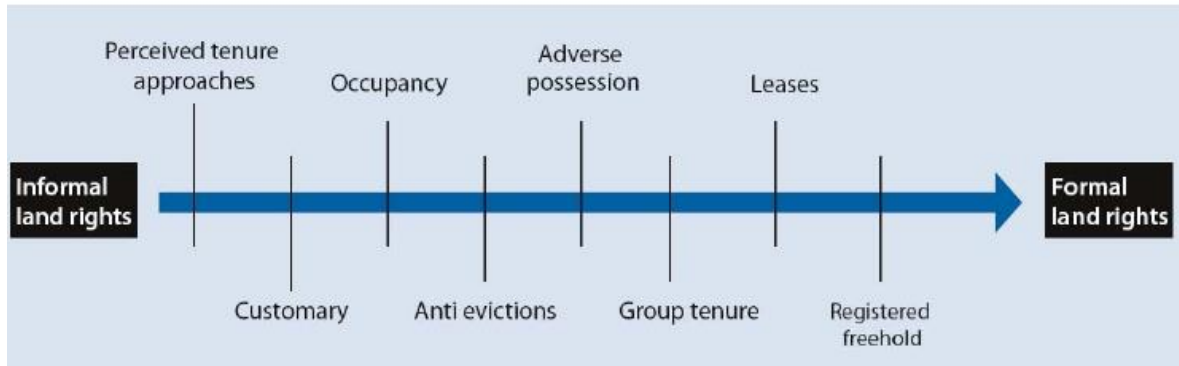 Perceived tenure
approaches
Occupancy
Adverse
possession
Leases
Informal
land rights
Formal
land rights
Customary
Anti evictions
Group tenure
Registered
freehold